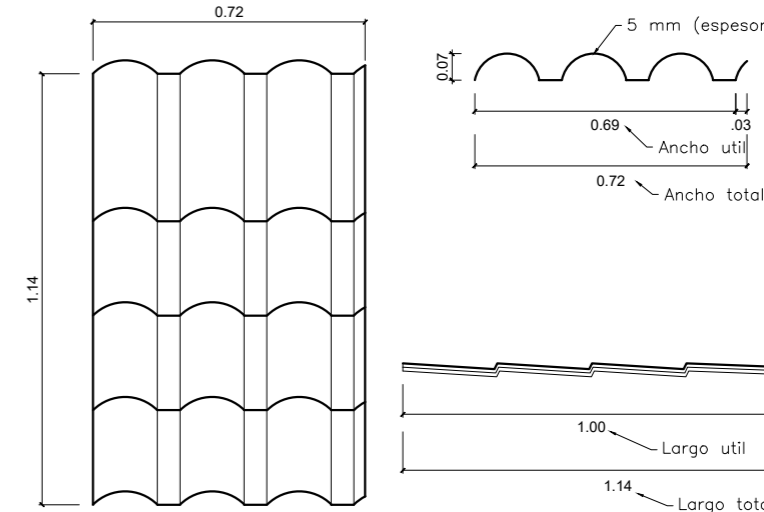 0.72
1.14
5 mm (espesor
0.07
0.69
.03
Ancho util
0.72
Ancho total
1.00
Largo util
1.14
Largo tota